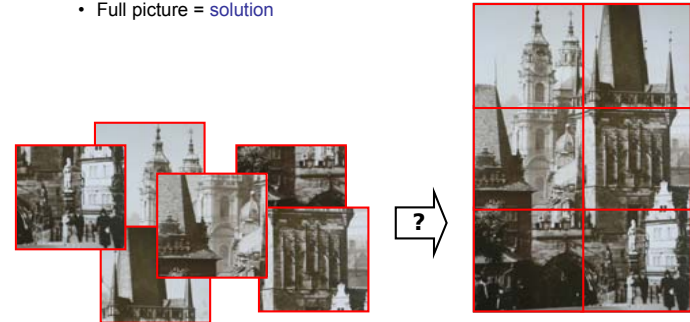 • Full picture = solution
?